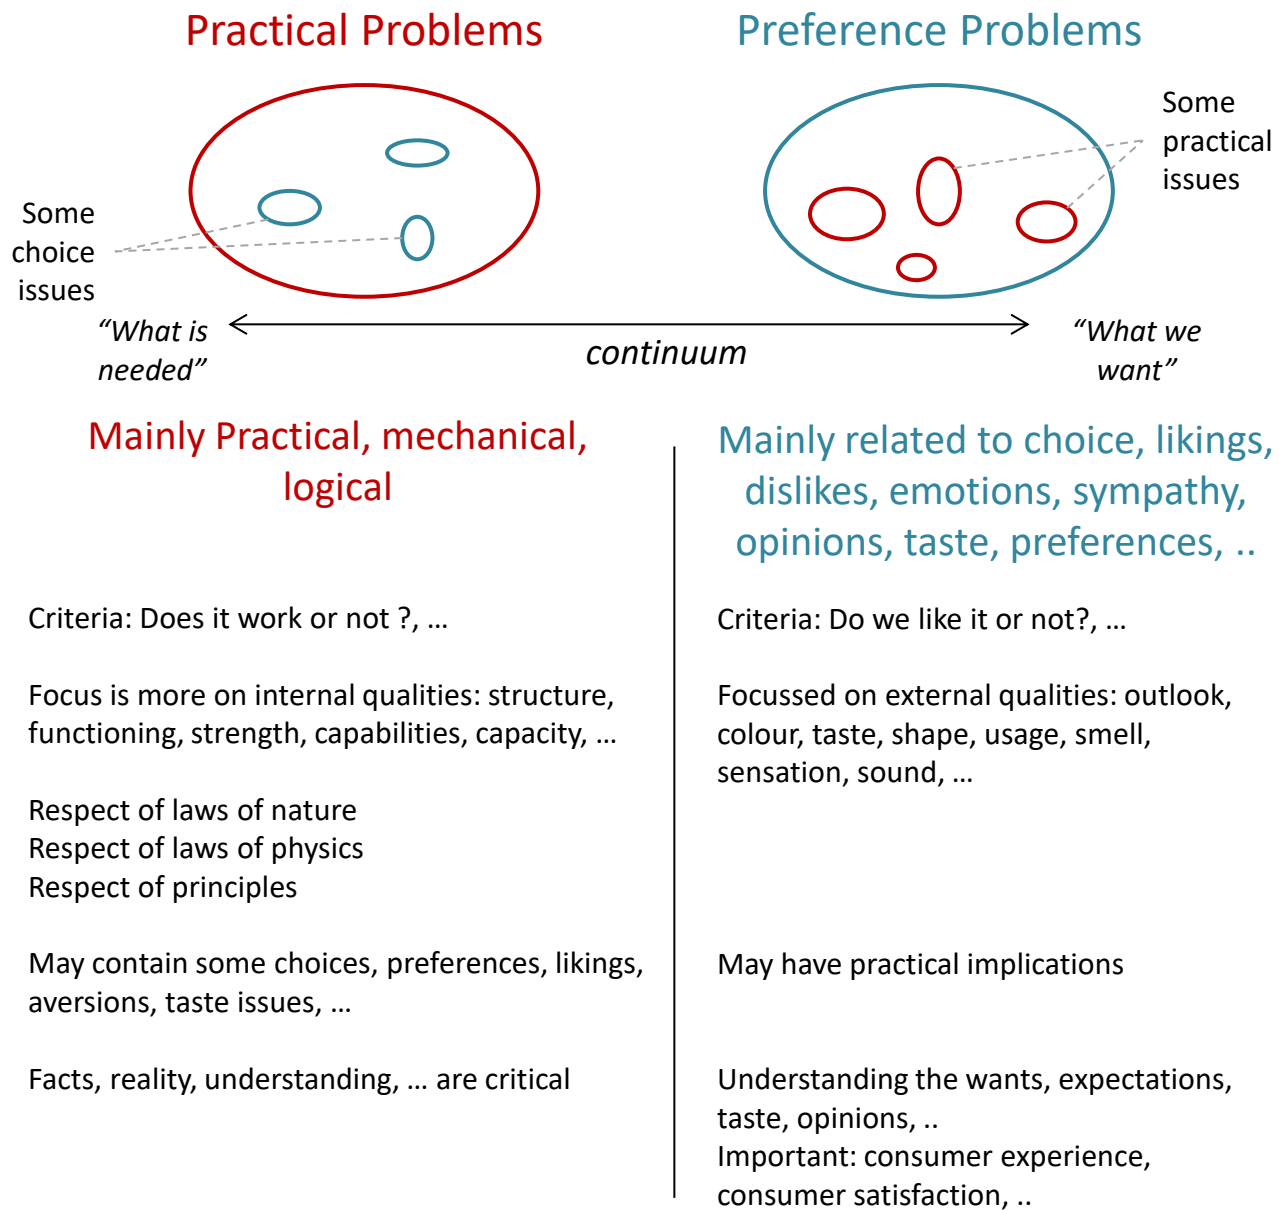 Practical Problems
Preference Problems
Some
practical
issues
Some
choice
issues
“What is
needed”
continuum
“What we
want”
Mainly Practical, mechanical,
logical
Criteria: Does it work or not ?, …
Focus is more on internal qualities: structure,
functioning, strength, capabilities, capacity, …
Respect of laws of nature
Respect of laws of physics
Respect of principles
May contain some choices, preferences, likings,
aversions, taste issues, …
Facts, reality, understanding, … are critical
Mainly related to choice, likings,
dislikes, emotions, sympathy,
opinions, taste, preferences, ..
Criteria: Do we like it or not?, …
Focussed on external qualities: outlook,
colour, taste, shape, usage, smell,
sensation, sound, …
May have practical implications
Understanding the wants, expectations,
taste, opinions, ..
Important: consumer experience,
consumer satisfaction, ..